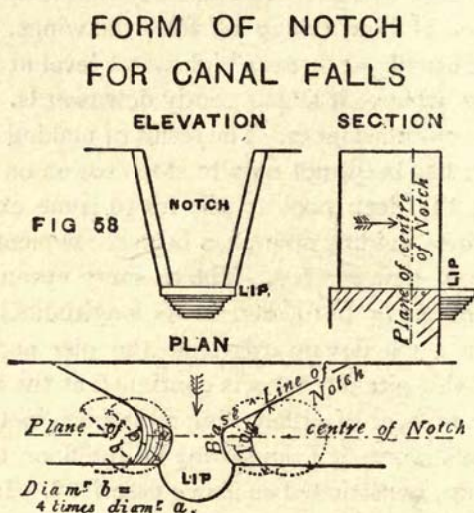 FORM OF NOTCH
FOR CANAL FALLS
ELEVATION
SECTION
NOTCH
FIG 58
LIP
Plane of centre
of Notch
LIP
PLAN
Base Line of
Top Notch
Plane of
centre of Notch
a
b
LIP
Diamr b =
4 times diamr a.